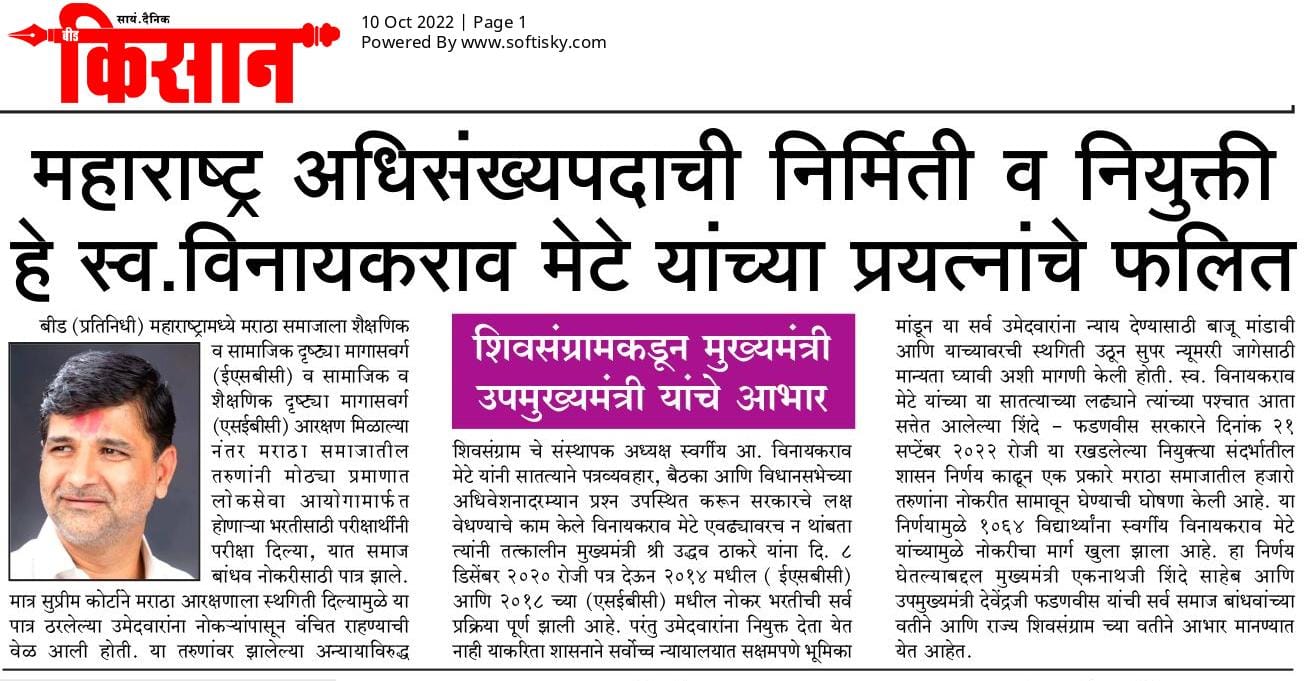 सायं.दैनिक
बीड
किसान
10 Oct 2022 | Page 1
Powered By www.softisky.com
महाराष्ट्र अधिसंख्यपदाची निर्मिती व नियुक्ती
हे स्व.विनायकराव मेटे यांच्या प्रयत्नांचे फलित
बीड (प्रतिनिधी) महाराष्ट्रामध्ये मराठा समाजाला शैक्षणिक
व सामाजिक दृष्ट्या मागासवर्ग
(ईएसबीसी) व सामाजिक व
शैक्षणिक दृष्ट्या मागासवर्ग
(एसईबीसी) आरक्षण मिळाल्या
नंतर मराठा समाजातील
तरुणांनी मोठ्या प्रमाणात
लोकसेवा आयोगामार्फत
होणाऱ्या भरतीसाठी परीक्षार्थीनी
परीक्षा दिल्या, यात समाज
बांधव नोकरीसाठी पात्र झाले.
मात्र सुप्रीम कोर्टाने मराठा आरक्षणाला स्थगिती दिल्यामुळे या
पात्र ठरलेल्या उमेदवारांना नोकऱ्यांपासून वंचित राहण्याची
वेळ आली होती. या तरुणांवर झालेल्या अन्यायाविरुद्ध
शिवसंग्रामकडून मुख्यमंत्री
उपमुख्यमंत्री यांचे आभार
शिवसंग्राम चे संस्थापक अध्यक्ष स्वर्गीय आ. विनायकराव
मेटे यांनी सातत्याने पत्रव्यवहार, बैठका आणि विधानसभेच्या
अधिवेशनादरम्यान प्रश्न उपस्थित करून सरकारचे लक्ष
वेधण्याचे काम केले विनायकराव मेटे एवढ्यावरच न थांबता
त्यांनी तत्कालीन मुख्यमंत्री श्री उद्धव ठाकरे यांना दि. ८
डिसेंबर २०२० रोजी पत्र देऊन २०१४ मधील ( ईएसबीसी)
आणि २०१८ च्या (एसईबीसी) मधील नोकर भरतीची सर्व
प्रक्रिया पूर्ण झाली आहे. परंतु उमेदवारांना नियुक्त देता येत
नाही याकरिता शासनाने सर्वोच्च न्यायालयात सक्षमपणे भूमिका
मांडून या सर्व उमेदवारांना न्याय देण्यासाठी बाजू मांडावी
आणि याच्यावरची स्थगिती उठून सुपर न्यूमररी जागेसाठी
मान्यता घ्यावी अशी मागणी केली होती. स्व. विनायकराव
मेटे यांच्या या सातत्याच्या लढ्याने त्यांच्या पश्चात आता
सत्तेत आलेल्या शिंदे - फडणवीस सरकारने दिनांक २१
सप्टेंबर २०२२ रोजी या रखडलेल्या नियुक्त्या संदर्भातील
शासन निर्णय काढून एक प्रकारे मराठा समाजातील हजारो
तरुणांना नोकरीत सामावून घेण्याची घोषणा केली आहे. या
निर्णयामुळे १०६४ विद्यार्थ्यांना स्वर्गीय विनायकराव मेटे
यांच्यामुळे नोकरीचा मार्ग खुला झाला आहे. हा निर्णय
घेतल्याबद्दल मुख्यमंत्री एकनाथजी शिंदे साहेब आणि
उपमुख्यमंत्री देवेंद्रजी फडणवीस यांची सर्व समाज बांधवांच्या
वतीने आणि राज्य शिवसंग्राम च्या वतीने आभार मानण्यात
येत आहेत.